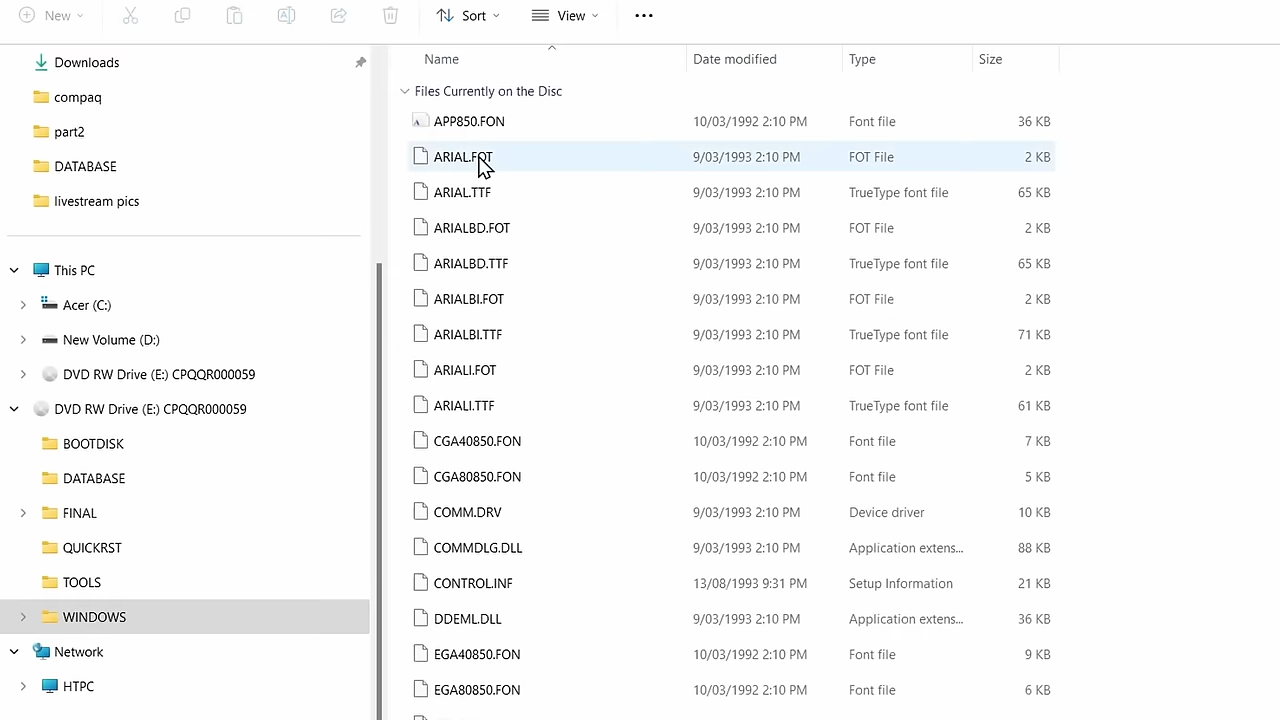 New
Sort
View
Downloads
compaq
part2
DATABASE
livestream pics
This PC
Acer (C:)
New Volume (D:)
DVD RW Drive (E:) CPQQR000059
DVD RW Drive (E:) CPQQR000059
BOOTDISK
DATABASE
FINAL
QUICKRST
TOOLS
WINDOWS
Network
HTPC
Name Date modified Type Size
Files Currently on the Disc
APP850.FON 10/03/1992 2:10 PM Font file 36 KB
ARIAL.FOT 9/03/1993 2:10 PM FOT File 2 KB
ARIAL.TTF 9/03/1993 2:10 PM TrueType font file 65 KB
ARIALBD.FOT 9/03/1993 2:10 PM FOT File 2 KB
ARIALBD.TTF 9/03/1993 2:10 PM TrueType font file 65 KB
ARIALBI.FOT 9/03/1993 2:10 PM FOT File 2 KB
ARIALBI.TTF 9/03/1993 2:10 PM TrueType font file 71 KB
ARIALI.FOT 9/03/1993 2:10 PM FOT File 2 KB
ARIALI.TTF 9/03/1993 2:10 PM TrueType font file 61 KB
CGA40850.FON 10/03/1992 2:10 PM Font file 7 KB
CGA80850.FON 10/03/1992 2:10 PM Font file 5 KB
COMM.DRV 9/03/1993 2:10 PM Device driver 10 KB
COMMDLG.DLL 9/03/1993 2:10 PM Application extens... 88 KB
CONTROL.INF 13/08/1993 9:31 PM Setup Information 21 KB
DDEML.DLL 9/03/1993 2:10 PM Application extens... 36 KB
EGA40850.FON 10/03/1992 2:10 PM Font file 9 KB
EGA80850.FON 10/03/1992 2:10 PM Font file 6 KB